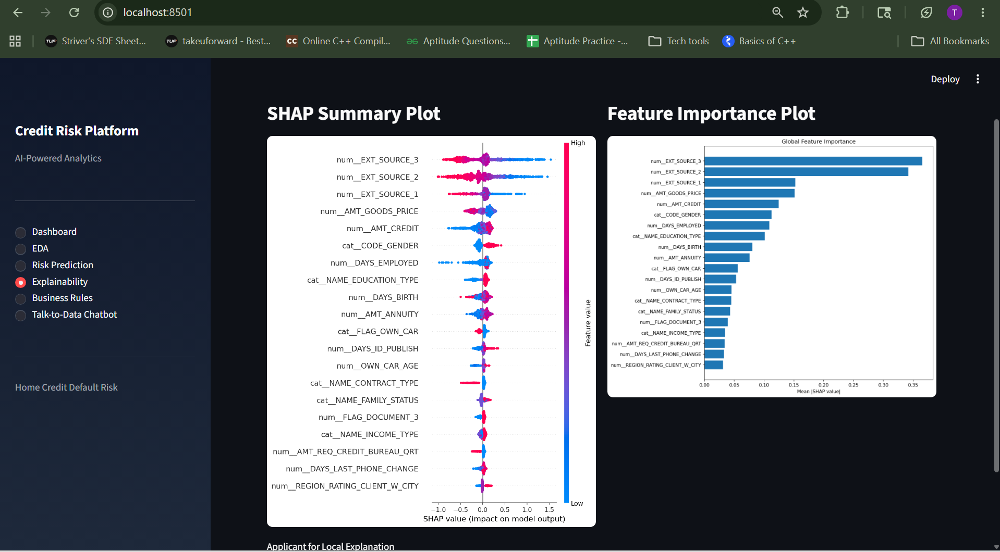 localhost:8501
T
TUF Striver's SDE Sheet...
TUF takeuforward - Best...
CC Online C++ Compil...
Aptitude Questions...
Aptitude Practice -...
Tech tools
Basics of C++
All Bookmarks
Deploy
Credit Risk Platform
AI-Powered Analytics
Dashboard
EDA
Risk Prediction
Explainability
Business Rules
Talk-to-Data Chatbot
Home Credit Default Risk
SHAP Summary Plot
High
num__EXT_SOURCE_3
num__EXT_SOURCE_2
num__EXT_SOURCE_1
num__AMT_GOODS_PRICE
num__AMT_CREDIT
cat__CODE_GENDER
num__DAYS_EMPLOYED
cat__NAME_EDUCATION_TYPE
num__DAYS_BIRTH
num__AMT_ANNUITY
cat__FLAG_OWN_CAR
num__DAYS_ID_PUBLISH
num__OWN_CAR_AGE
cat__NAME_CONTRACT_TYPE
cat__NAME_FAMILY_STATUS
num__FLAG_DOCUMENT_3
cat__NAME_INCOME_TYPE
num__AMT_REQ_CREDIT_BUREAU_QRT
num__DAYS_LAST_PHONE_CHANGE
num__REGION_RATING_CLIENT_W_CITY
Feature value
Low
−1.0 −0.5 0.0 0.5 1.0 1.5
SHAP value (impact on model output)
Feature Importance Plot
Global Feature Importance
num__EXT_SOURCE_3
num__EXT_SOURCE_2
num__EXT_SOURCE_1
num__AMT_GOODS_PRICE
num__AMT_CREDIT
cat__CODE_GENDER
num__DAYS_EMPLOYED
cat__NAME_EDUCATION_TYPE
num__DAYS_BIRTH
num__AMT_ANNUITY
cat__FLAG_OWN_CAR
num__DAYS_ID_PUBLISH
num__OWN_CAR_AGE
cat__NAME_CONTRACT_TYPE
cat__NAME_FAMILY_STATUS
num__FLAG_DOCUMENT_3
cat__NAME_INCOME_TYPE
num__AMT_REQ_CREDIT_BUREAU_QRT
num__DAYS_LAST_PHONE_CHANGE
num__REGION_RATING_CLIENT_W_CITY
0.00 0.05 0.10 0.15 0.20 0.25 0.30 0.35
Mean |SHAP value|
Applicant for Local Explanation